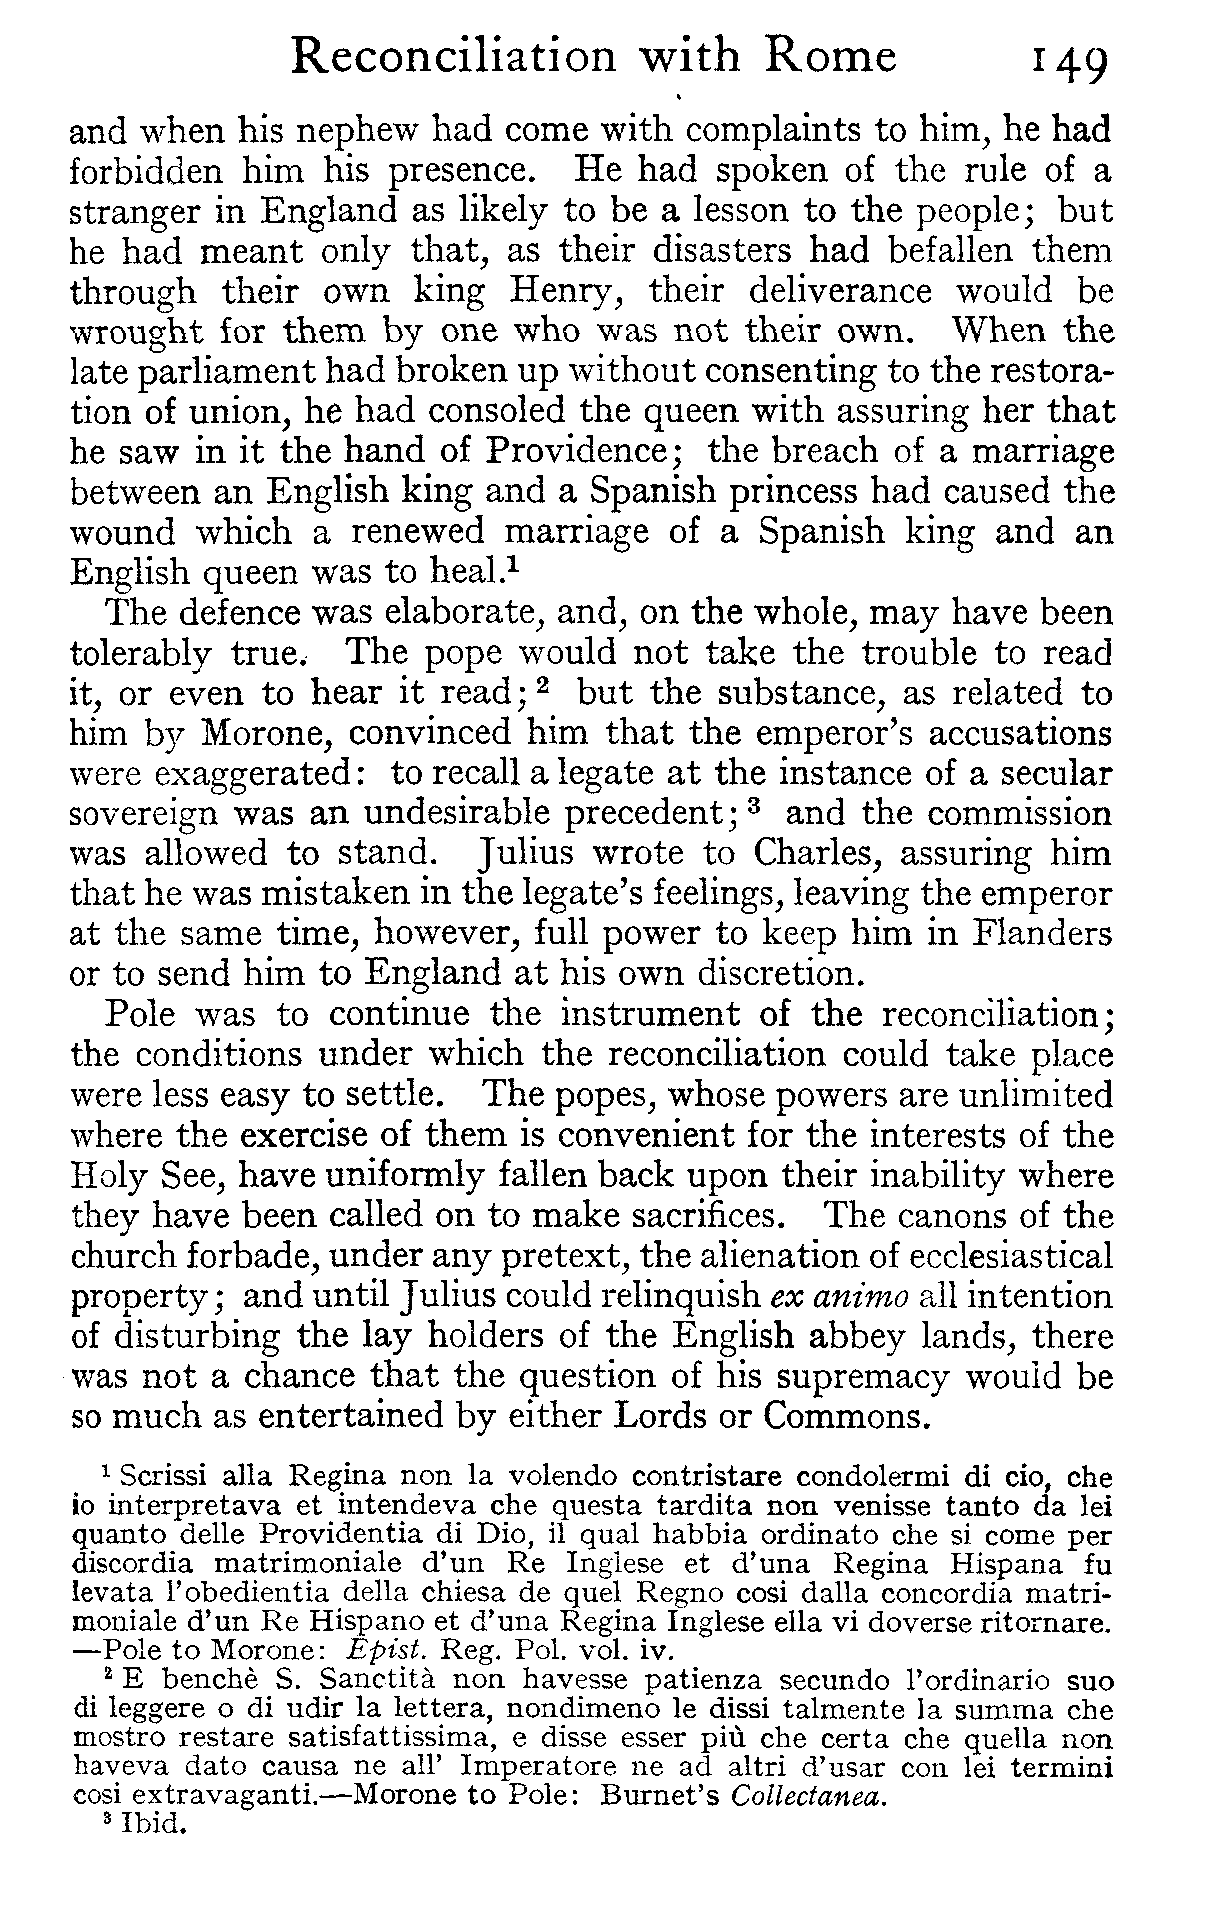 Reconciliation with Rome 149
and when his nephew had come with complaints to him, he had
forbidden him his presence. He had spoken of the rule of a
stranger in England as likely to be a lesson to the people; but
he had meant only that, as their disasters had befallen them
through their own king Henry, their deliverance would be
wrought for them by one who was not their own. When the
late parliament had broken up without consenting to the restora-
tion of union, he had consoled the queen with assuring her that
he saw in it the hand of Providence; the breach of a marriage
between an English king and a Spanish princess had caused the
wound which a renewed marriage of a Spanish king and an
English queen was to heal.¹
The defence was elaborate, and, on the whole, may have been
tolerably true. The pope would not take the trouble to read
it, or even to hear it read; ² but the substance, as related to
him by Morone, convinced him that the emperor's accusations
were exaggerated: to recall a legate at the instance of a secular
sovereign was an undesirable precedent; ³ and the commission
was allowed to stand. Julius wrote to Charles, assuring him
that he was mistaken in the legate's feelings, leaving the emperor
at the same time, however, full power to keep him in Flanders
or to send him to England at his own discretion.
Pole was to continue the instrument of the reconciliation;
the conditions under which the reconciliation could take place
were less easy to settle. The popes, whose powers are unlimited
where the exercise of them is convenient for the interests of the
Holy See, have uniformly fallen back upon their inability where
they have been called on to make sacrifices. The canons of the
church forbade, under any pretext, the alienation of ecclesiastical
property; and until Julius could relinquish ex animo all intention
of disturbing the lay holders of the English abbey lands, there
was not a chance that the question of his supremacy would be
so much as entertained by either Lords or Commons.
¹ Scrissi alla Regina non la volendo contristare condolermi di cio, che
io interpretava et intendeva che questa tardita non venisse tanto da lei
quanto delle Providentia di Dio, il qual habbia ordinato che si come per
discordia matrimoniale d'un Re Inglese et d'una Regina Hispana fu
levata l'obedientia della chiesa de quel Regno cosi dalla concordia matri-
moniale d'un Re Hispano et d'una Regina Inglese ella vi doverse ritornare.
—Pole to Morone: Epist. Reg. Pol. vol. iv.
² E benchè S. Sanctità non havesse patienza secundo l'ordinario suo
di leggere o di udir la lettera, nondimeno le dissi talmente la summa che
mostro restare satisfattissima, e disse esser più che certa che quella non
haveva dato causa ne all' Imperatore ne ad altri d'usar con lei termini
cosi extravaganti.—Morone to Pole: Burnet's Collectanea.
³ Ibid.